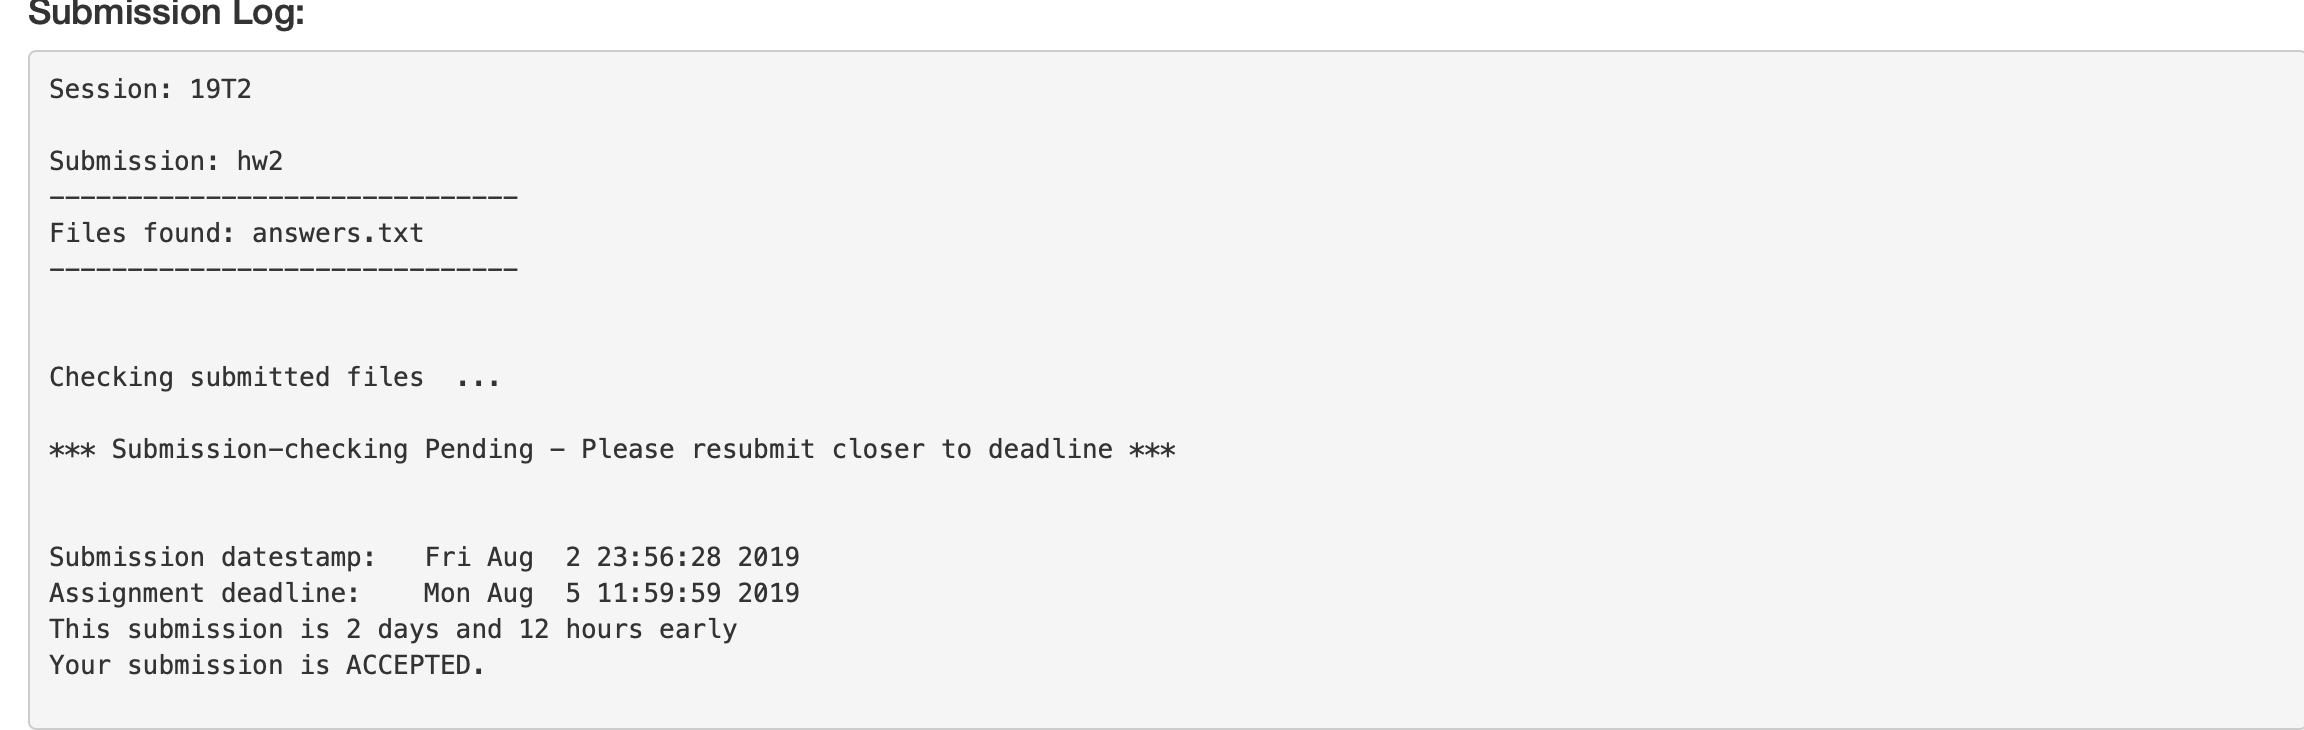 Submission Log:
Session: 19T2
Submission: hw2
------------------------------
Files found: answers.txt
------------------------------
Checking submitted files  ...
*** Submission-checking Pending - Please resubmit closer to deadline ***
Submission datestamp:   Fri Aug  2 23:56:28 2019
Assignment deadline:    Mon Aug  5 11:59:59 2019
This submission is 2 days and 12 hours early
Your submission is ACCEPTED.